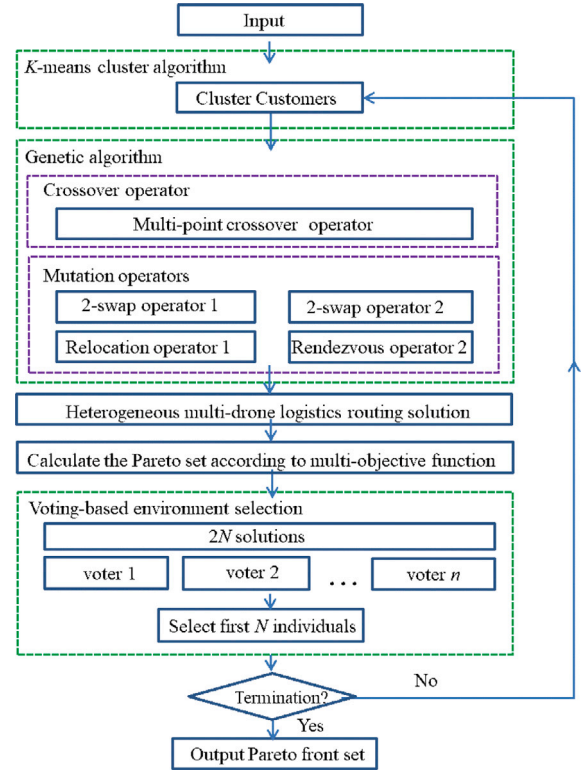 Input
K-means cluster algorithm
Cluster Customers
Genetic algorithm
Crossover operator
Multi-point crossover operator
Mutation operators
2-swap operator 1
2-swap operator 2
Relocation operator 1
Rendezvous operator 2
Heterogeneous multi-drone logistics routing solution
Calculate the Pareto set according to multi-objective function
Voting-based environment selection
2N solutions
voter 1
voter 2
...
voter n
Select first N individuals
Termination?
No
Yes
Output Pareto front set